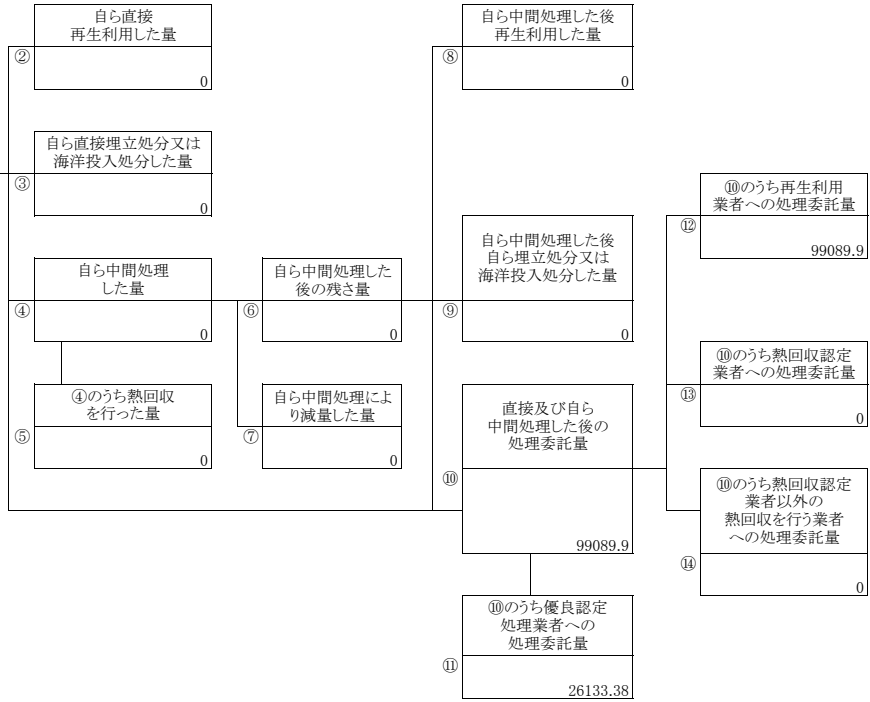 自ら直接
再生利用した量
②
0
自ら直接埋立処分又は
海洋投入処分した量
③
0
自ら中間処理
した量
④
0
④のうち熱回収
を行った量
⑤
0
自ら中間処理した
後の残さ量
⑥
0
自ら中間処理によ
り減量した量
⑦
0
自ら中間処理した後
再生利用した量
⑧
0
自ら中間処理した後
自ら埋立処分又は
海洋投入処分した量
⑨
0
直接及び自ら
中間処理した後の
処理委託量
⑩
99089.9
⑩のうち優良認定
処理業者への
処理委託量
⑪
26133.38
⑩のうち再生利用
業者への処理委託量
⑫
99089.9
⑩のうち熱回収認定
業者への処理委託量
⑬
0
⑩のうち熱回収認定
業者以外の
熱回収を行う業者
への処理委託量
⑭
0